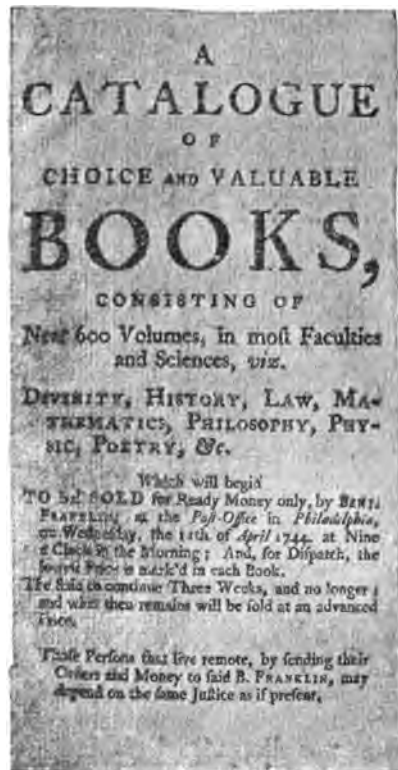 A
CATALOGUE
OF
CHOICE AND VALUABLE
BOOKS,
CONSISTING OF
Near 600 Volumes, in moſt Faculties
and Sciences, viz.
DIVINITY, HISTORY, LAW, MA-
THEMATICS, PHILOSOPHY, PHY-
SIC, POETRY, &c.
Which will begin
TO be SOLD for Ready Money only, by BENJ.
FRANKLIN, at the Poſt-Office in Philadelphia,
on Wedneſday, the 11th of April 1744. at Nine
a Clock in the Morning: And, for Diſpatch, the
Price is mark'd in each Book.
The Sale to continue Three Weeks, and no longer;
and what then remains will be ſold at an advanced
Price.
Thoſe Perſons that live remote, by ſending their
Orders and Money to ſaid B. FRANKLIN, may
depend on the ſame Juſtice as if preſent.